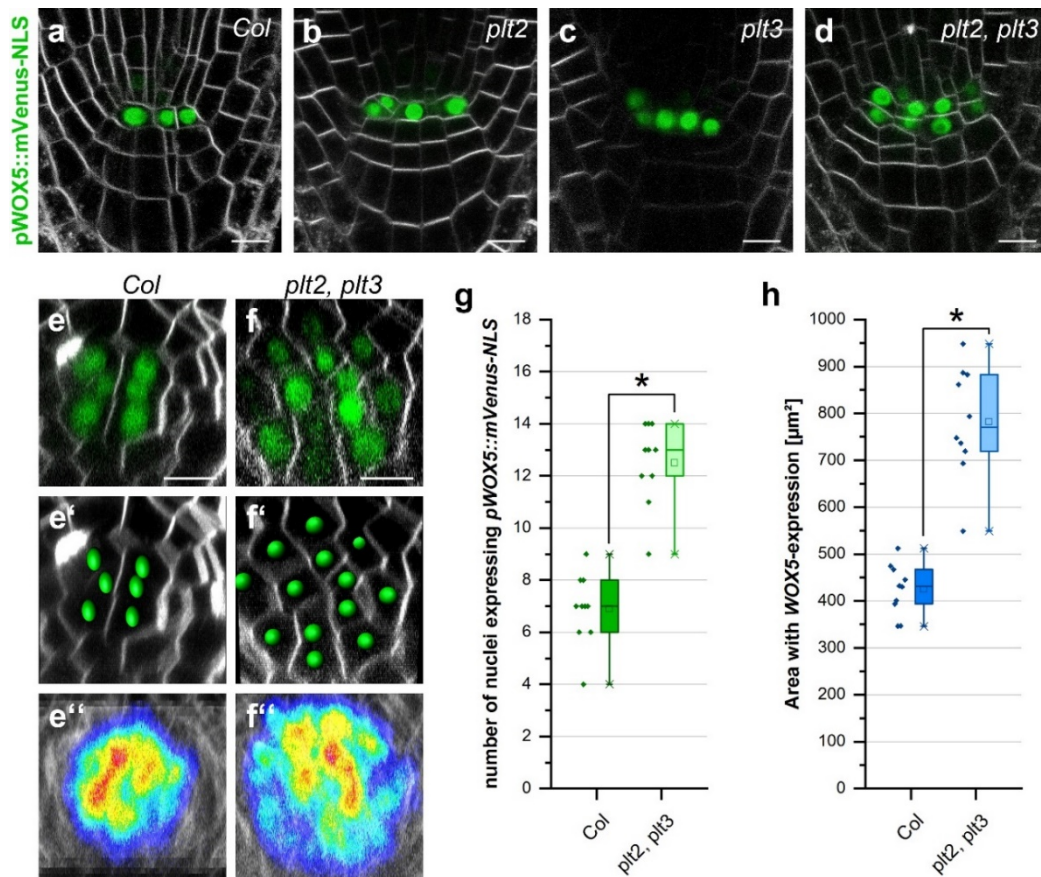 pWOX5::mVenus-NLS
a Col
b plt2
c plt3
d plt2, plt3
Col
plt2, plt3
e
f
e'
f'
e''
f''
g
number of nuclei expressing pWOX5::mVenus-NLS
18
16
14
12
10
8
6
4
2
0
*
Col
plt2, plt3
h
Area with WOX5-expression [µm²]
1000
900
800
700
600
500
400
300
200
100
0
*
Col
plt2, plt3